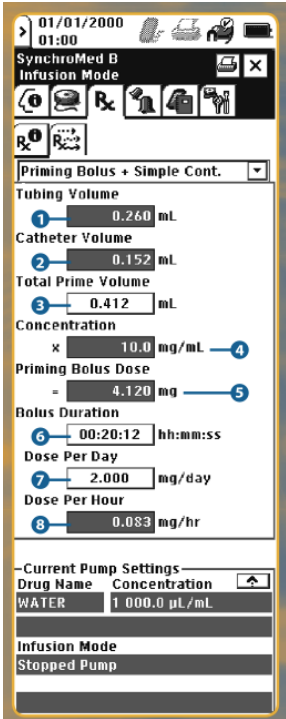 01/01/2000
01:00
SynchroMed B
Infusion Mode
Rx
Rx
Priming Bolus + Simple Cont.
Tubing Volume
1 0.260 mL
Catheter Volume
2 0.152 mL
Total Prime Volume
3 0.412 mL
Concentration
x 10.0 mg/mL 4
Priming Bolus Dose
= 4.120 mg 5
Bolus Duration
6 00:20:12 hh:mm:ss
Dose Per Day
7 2.000 mg/day
Dose Per Hour
8 0.083 mg/hr
Current Pump Settings
Drug Name Concentration
WATER 1 000.0 µL/mL
Infusion Mode
Stopped Pump